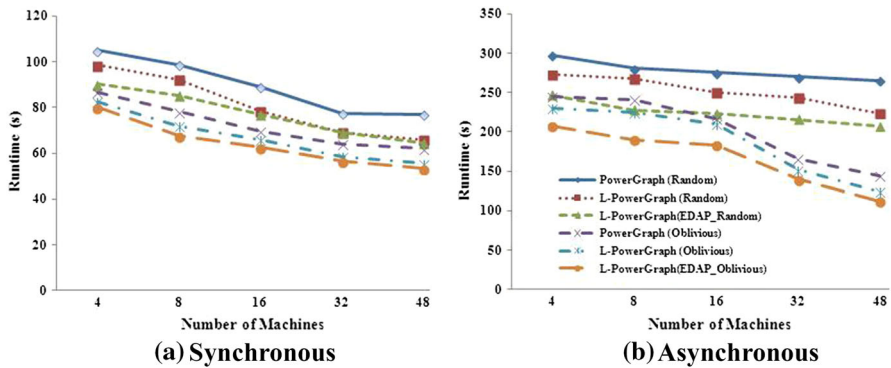 120
100
80
60
40
20
0
Runtime (s)
4 8 16 32 48
Number of Machines
(a) Synchronous
350
300
250
200
150
100
50
0
Runtime (s)
PowerGraph (Random)
L-PowerGraph (Random)
L-PowerGraph(EDAP_Random)
PowerGraph (Oblivious)
L-PowerGraph (Oblivious)
L-PowerGraph(EDAP_Oblivious)
4 8 16 32 48
Number of Machines
(b) Asynchronous